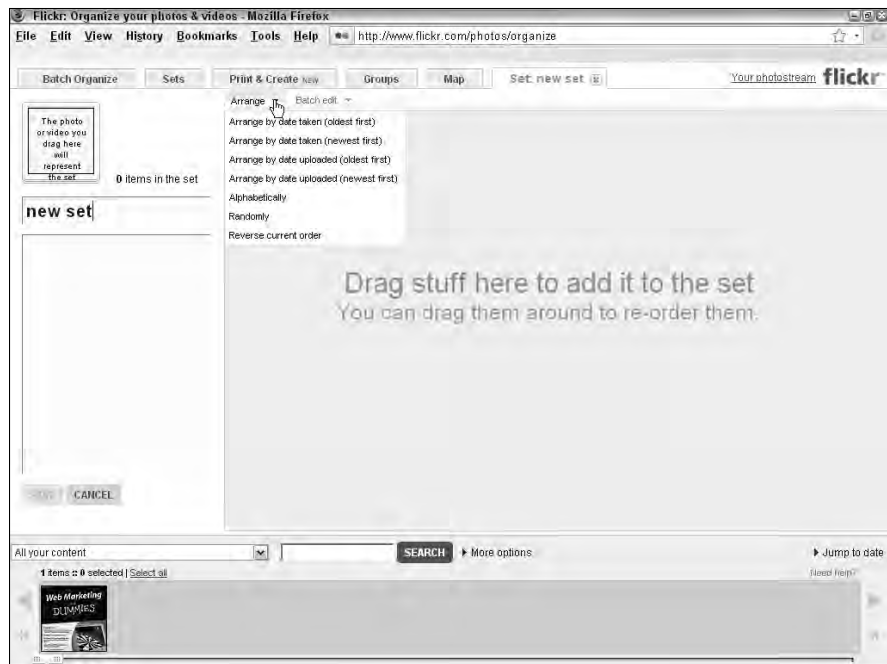 Flickr: Organize your photos & videos - Mozilla Firefox
File Edit View History Bookmarks Tools Help http://www.flickr.com/photos/organize
Batch Organize Sets Print & Create NEW Groups Map Set: new set Your photostream flickr
Arrange Batch edit
The photo
or video you
drag here
will
represent
the set
0 items in the set
new set
Arrange by date taken (oldest first)
Arrange by date taken (newest first)
Arrange by date uploaded (oldest first)
Arrange by date uploaded (newest first)
Alphabetically
Randomly
Reverse current order
Drag stuff here to add it to the set
You can drag them around to re-order them.
SAVE CANCEL
All your content SEARCH More options Jump to date
1 items :: 0 selected | Select all Need help?
Web Marketing
DUMMIES